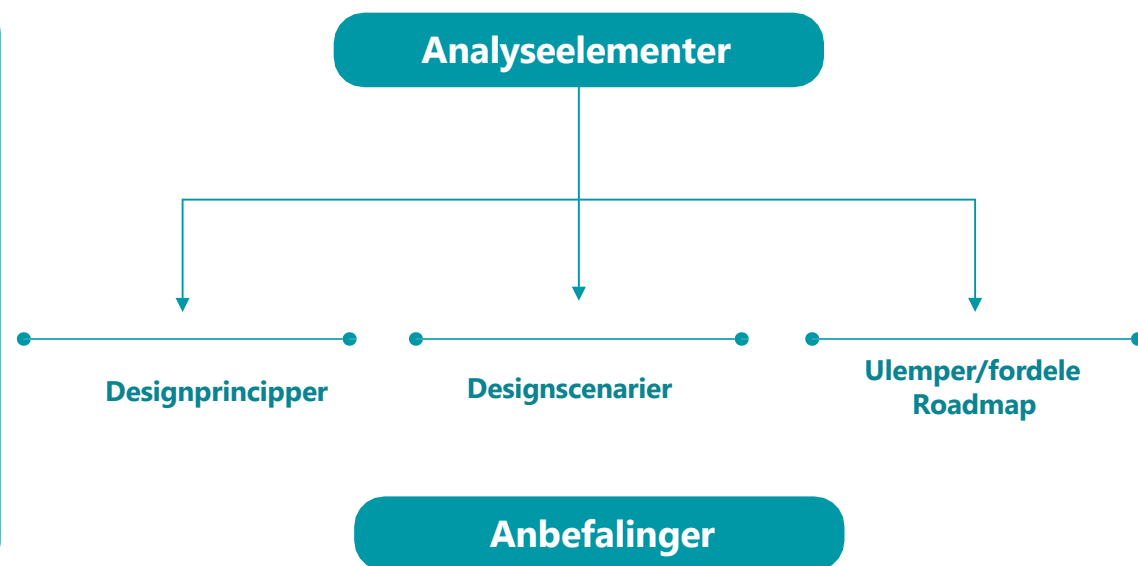 Analyseelementer
Designprincipper
Designscenarier
Ulemper/fordele
Roadmap
Anbefalinger